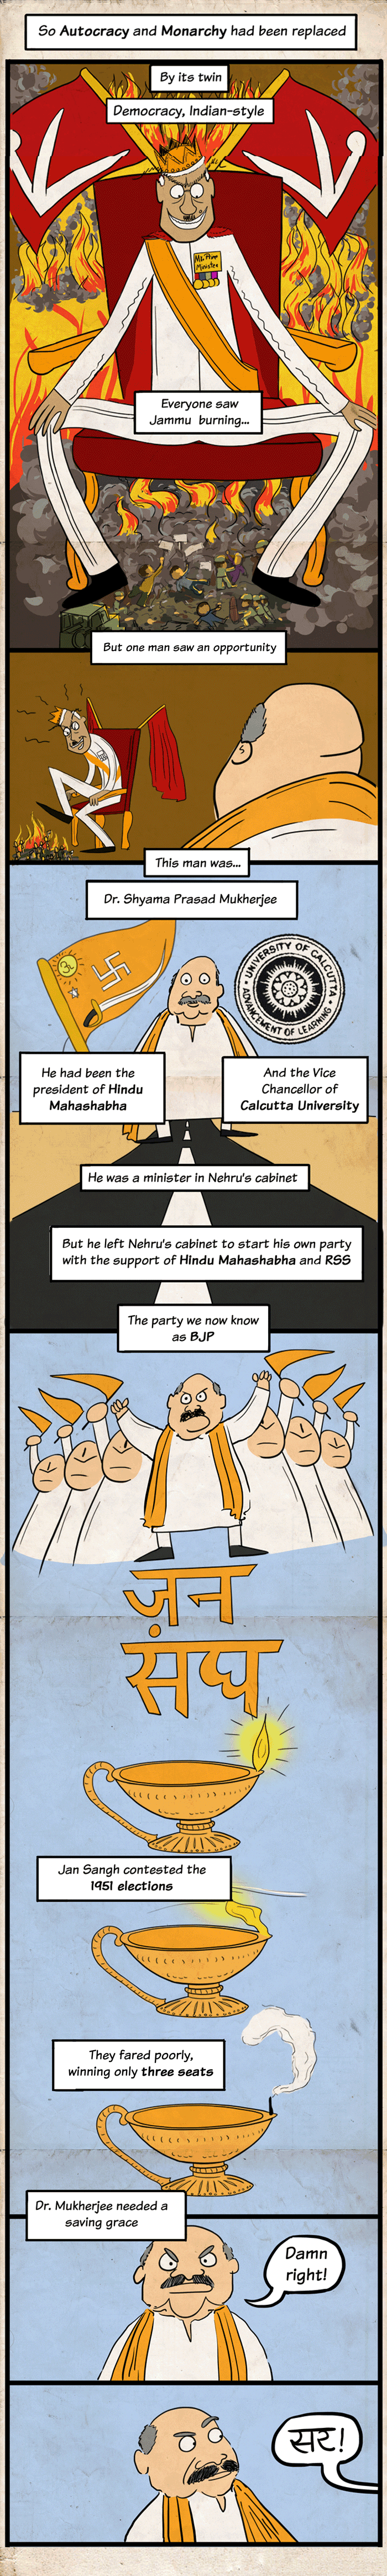 So Autocracy and Monarchy had been replaced
By its twin
Democracy, Indian-style
Mr. Prime
Minister
Everyone saw
Jammu burning...
But one man saw an opportunity
This man was...
Dr. Shyama Prasad Mukherjee
ॐ
UNIVERSITY OF CALCUTTA
ADVANCEMENT OF LEARNING
He had been the
president of Hindu
Mahashabha
And the Vice
Chancellor of
Calcutta University
He was a minister in Nehru's cabinet
But he left Nehru's cabinet to start his own party
with the support of Hindu Mahashabha and RSS
The party we now know
as BJP
जन
संघ
Jan Sangh contested the
1951 elections
They fared poorly,
winning only three seats
Dr. Mukherjee needed a
saving grace
Damn
right!
सर!